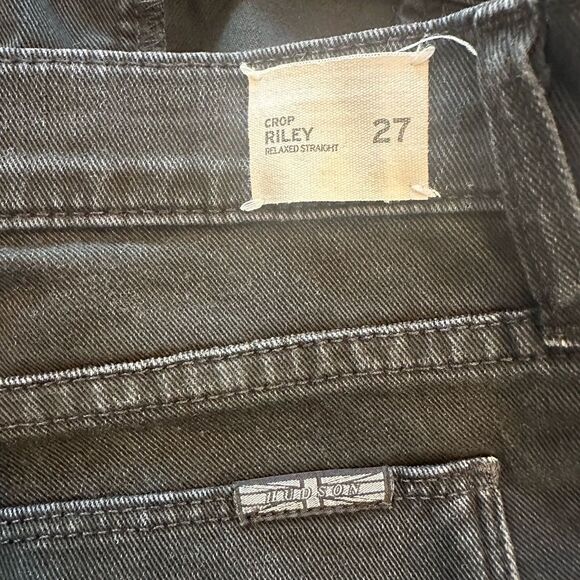 CROP
RILEY 27
RELAXED STRAIGHT
HUDSON